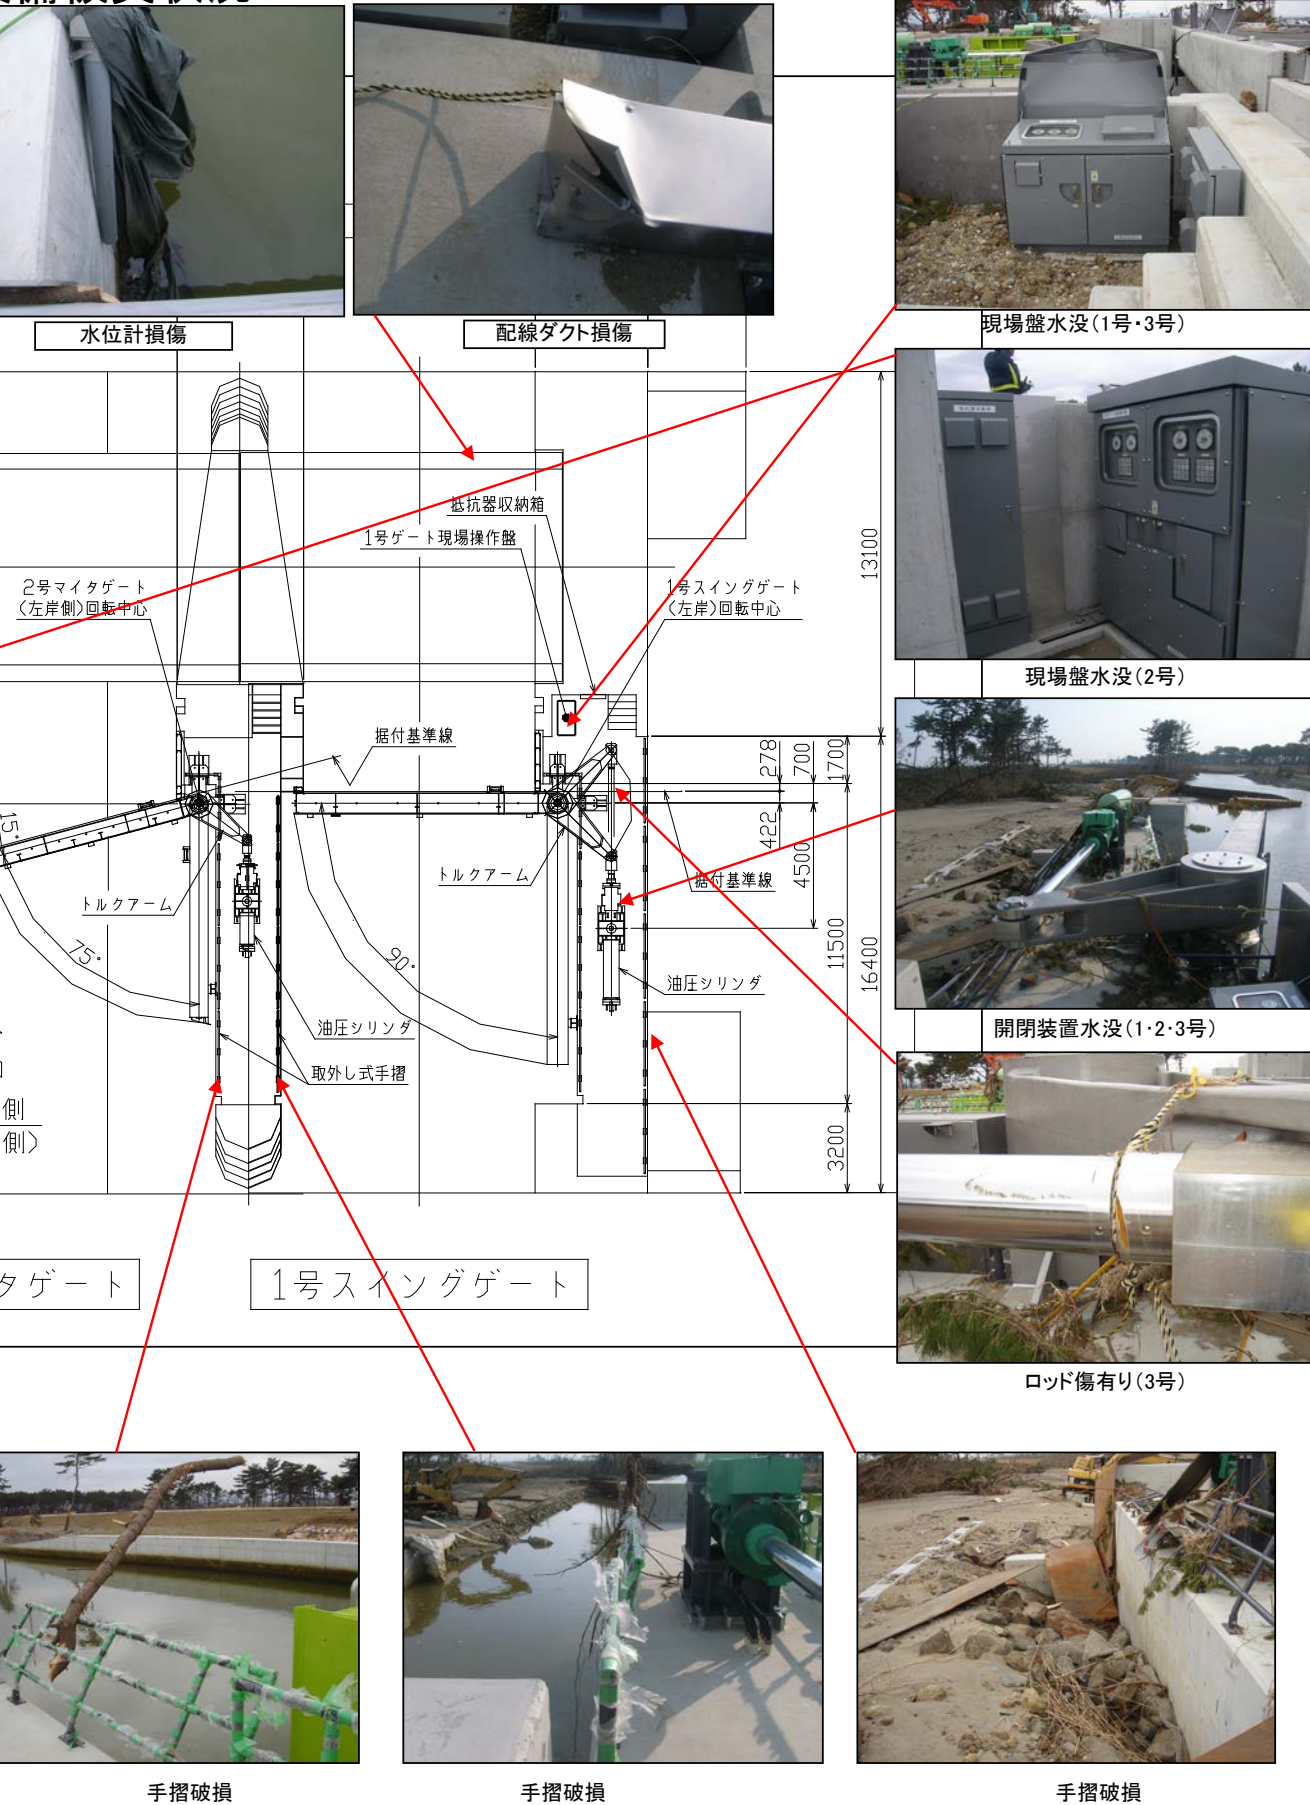 水位計損傷
配線ダクト損傷
現場盤水没(1号・3号)
抵抗器収納箱
1号ゲート現場操作盤
13100
2号マイタゲート
(左岸側)回転中心
1号スイングゲート
(左岸)回転中心
現場盤水没(2号)
据付基準線
278
700
1700
15°
422
4500
トルクアーム
据付基準線
トルクアーム
75°
90°
11500
16400
油圧シリンダ
油圧シリンダ
開閉装置水没(1・2・3号)
取外し式手摺
側
側)
3200
タゲート
1号スイングゲート
ロッド傷有り(3号)
手摺破損
手摺破損
手摺破損